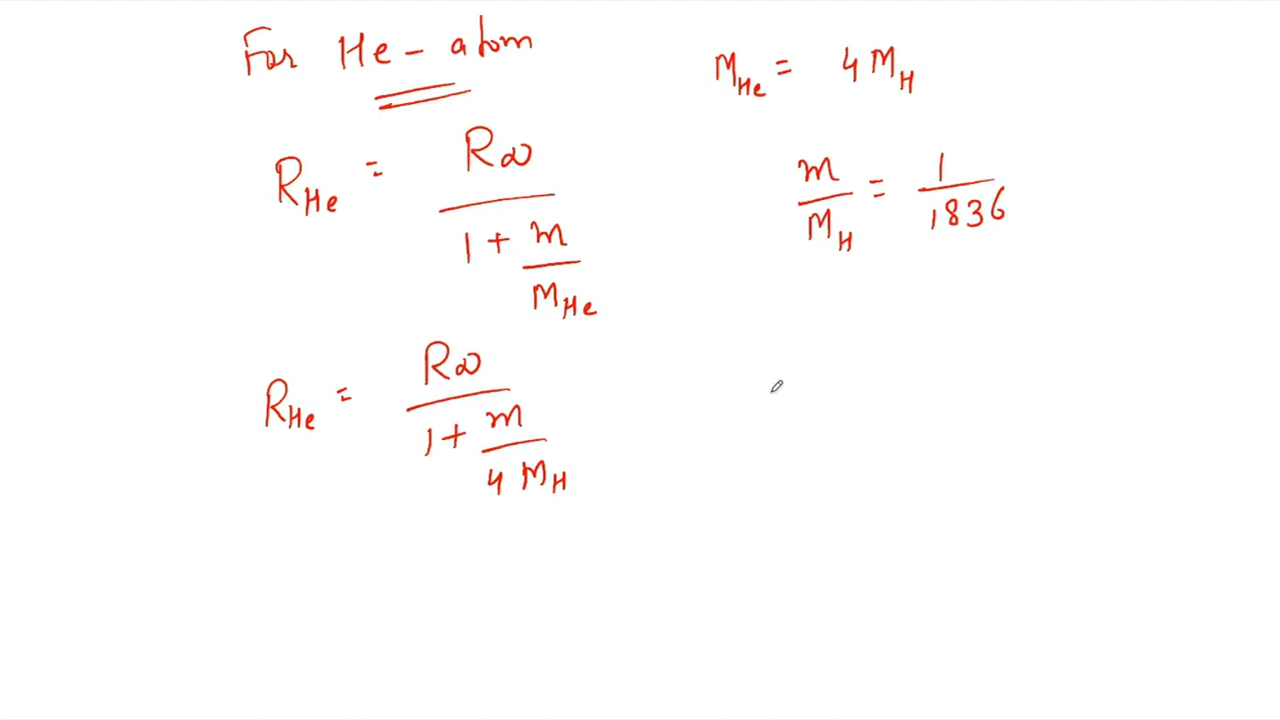 For He - atom
M_He = 4 M_H
R_He = R∞ / (1 + m / M_He)
m / M_H = 1 / 1836
R_He = R∞ / (1 + m / 4 M_H)